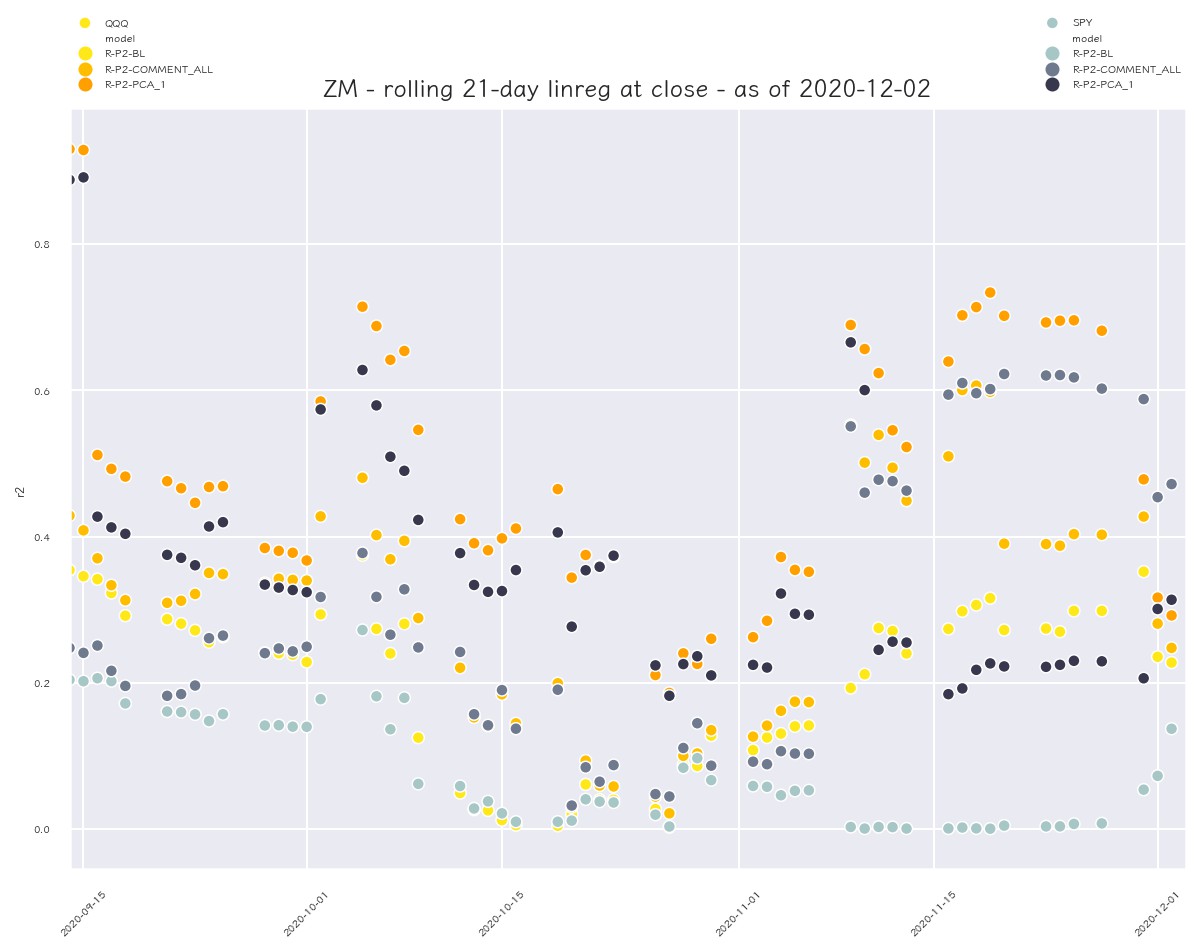 QQQ
model
R-P2-BL
R-P2-COMMENT_ALL
R-P2-PCA_1
SPY
model
R-P2-BL
R-P2-COMMENT_ALL
R-P2-PCA_1
ZM - rolling 21-day linreg at close - as of 2020-12-02
r2
0.8
0.6
0.4
0.2
0.0
2020-09-15
2020-10-01
2020-10-15
2020-11-01
2020-11-15
2020-12-01